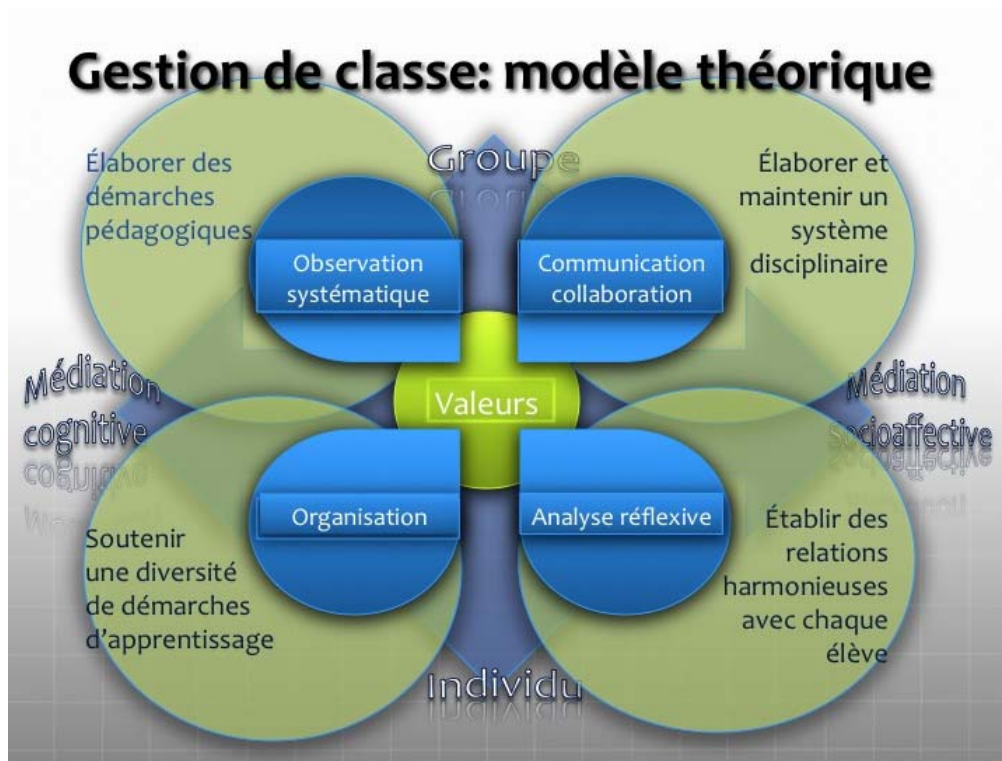 Gestion de classe: modèle théorique
Groupe
Élaborer des
démarches
pédagogiques
Élaborer et
maintenir un
système
disciplinaire
Observation
systématique
Communication
collaboration
Médiation
cognitive
Valeurs
Médiation
Socioaffective
Organisation
Analyse réflexive
Soutenir
une diversité
de démarches
d'apprentissage
Établir des
relations
harmonieuses
avec chaque
élève
Individu